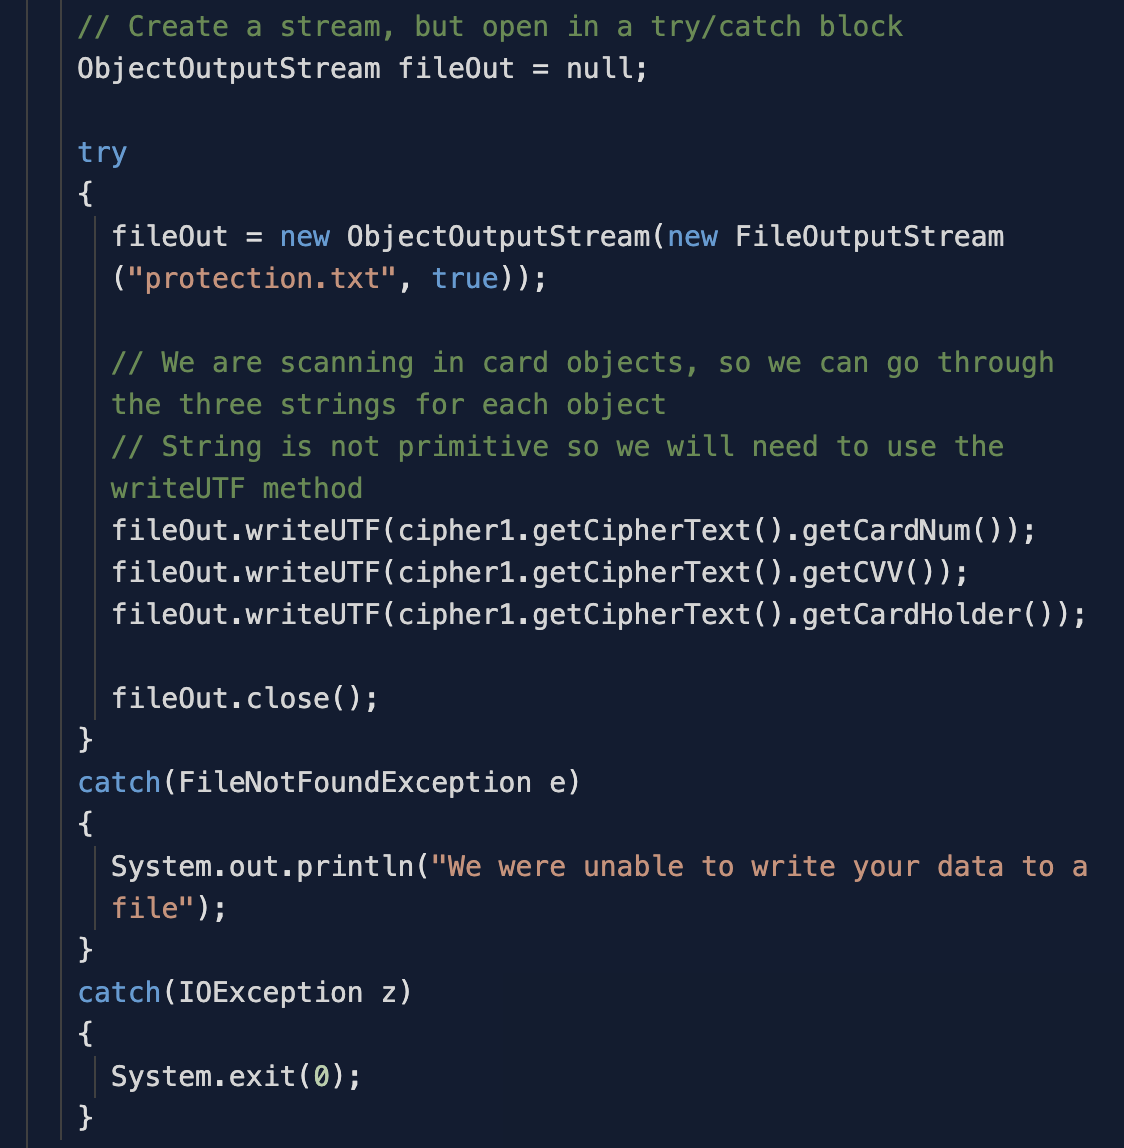 // Create a stream, but open in a try/catch block
ObjectOutputStream fileOut = null;
try
{
fileOut = new ObjectOutputStream(new FileOutputStream
("protection.txt", true));
// We are scanning in card objects, so we can go through
the three strings for each object
// String is not primitive so we will need to use the
writeUTF method
fileOut.writeUTF(cipher1.getCipherText().getCardNum());
fileOut.writeUTF(cipher1.getCipherText().getCVV());
fileOut.writeUTF(cipher1.getCipherText().getCardHolder());
fileOut.close();
}
catch(FileNotFoundException e)
{
System.out.println("We were unable to write your data to a
file");
}
catch(IOException z)
{
System.exit(0);
}